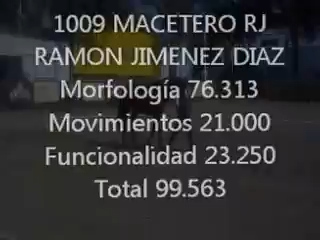 1009 MACETERO RJ
RAMON JIMENEZ DIAZ
Morfología 76.313
Movimientos 21.000
Funcionalidad 23.250
Total 99.563